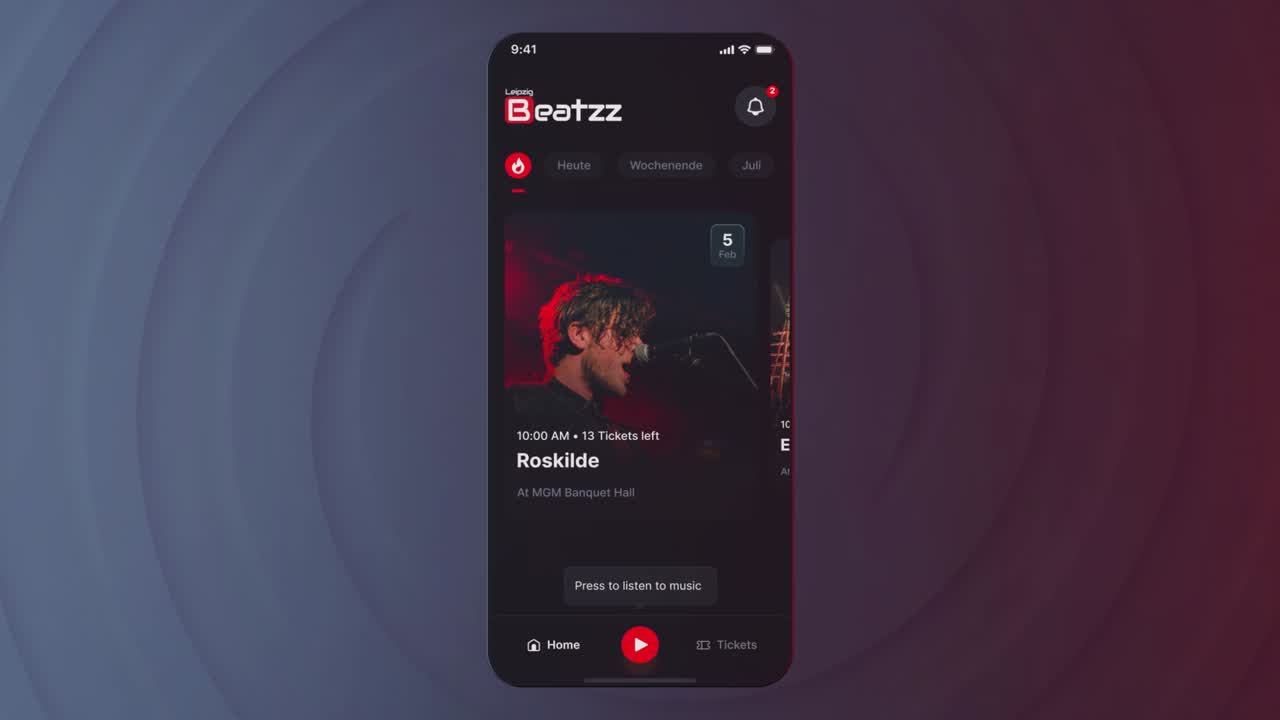 9:41
Leipzig
Beatzz
2
Heute Wochenende Juli
5
Feb
10:00 AM • 13 Tickets left
Roskilde
At MGM Banquet Hall
10
E
At
Press to listen to music
Home Tickets